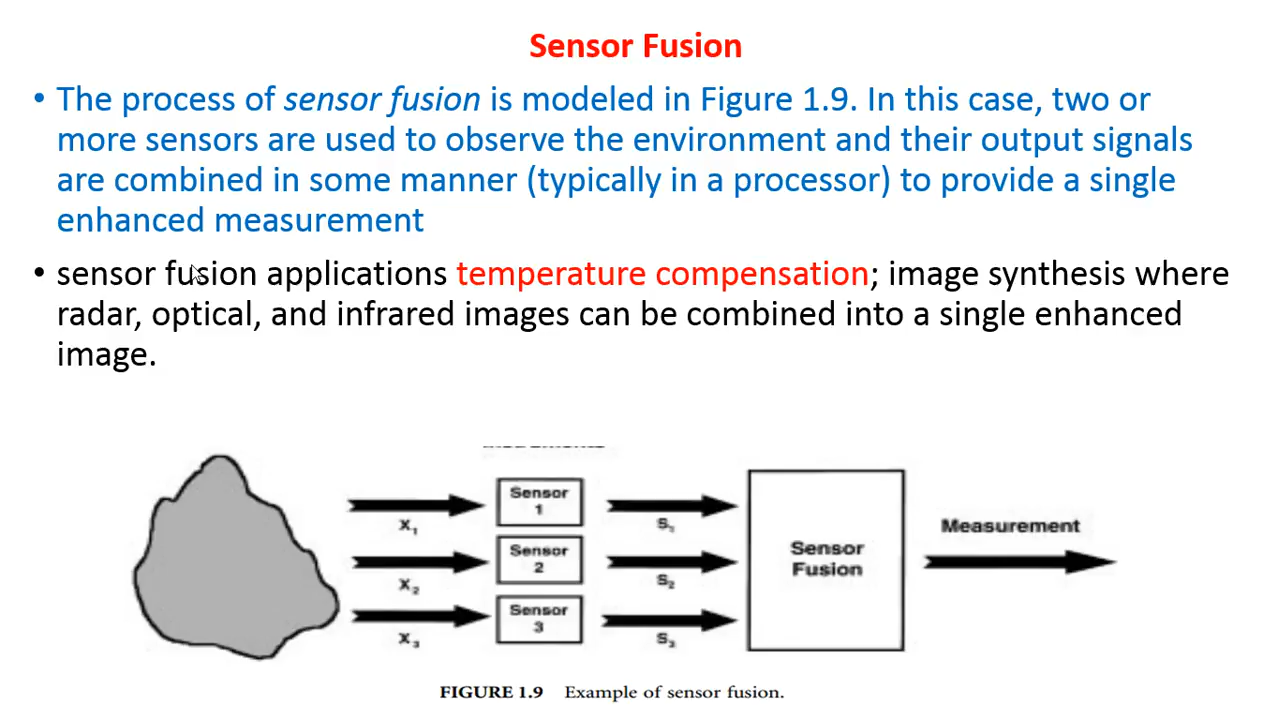 Sensor Fusion
• The process of sensor fusion is modeled in Figure 1.9. In this case, two or
more sensors are used to observe the environment and their output signals
are combined in some manner (typically in a processor) to provide a single
enhanced measurement
• sensor fusion applications temperature compensation; image synthesis where
radar, optical, and infrared images can be combined into a single enhanced
image.
Sensor
1
X₁
S₁
Sensor
2
X₂
S₂
Sensor
3
X₃
S₃
Sensor
Fusion
Measurement
FIGURE 1.9 Example of sensor fusion.